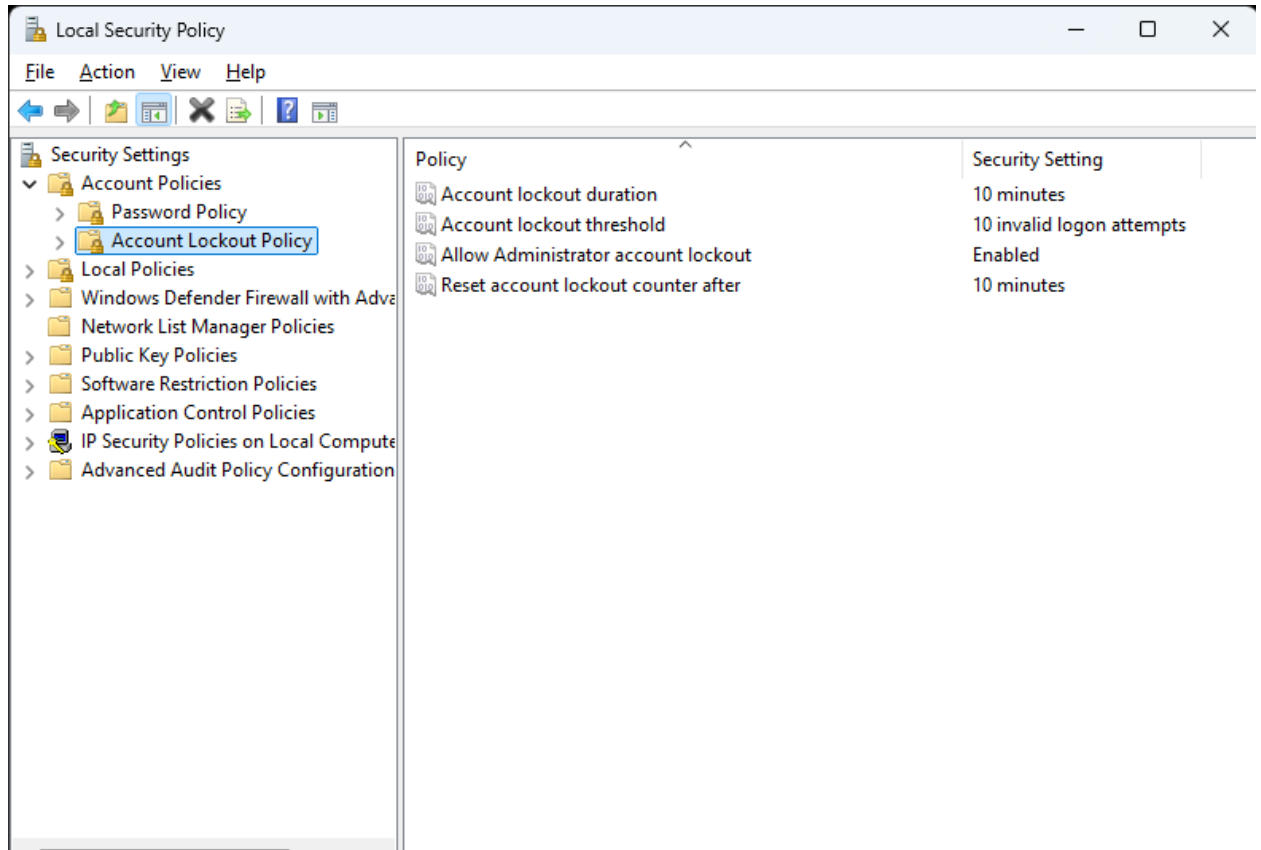 Local Security Policy
File Action View Help
Security Settings
Account Policies
Password Policy
Account Lockout Policy
Local Policies
Windows Defender Firewall with Adva
Network List Manager Policies
Public Key Policies
Software Restriction Policies
Application Control Policies
IP Security Policies on Local Compute
Advanced Audit Policy Configuration
Policy Security Setting
Account lockout duration 10 minutes
Account lockout threshold 10 invalid logon attempts
Allow Administrator account lockout Enabled
Reset account lockout counter after 10 minutes